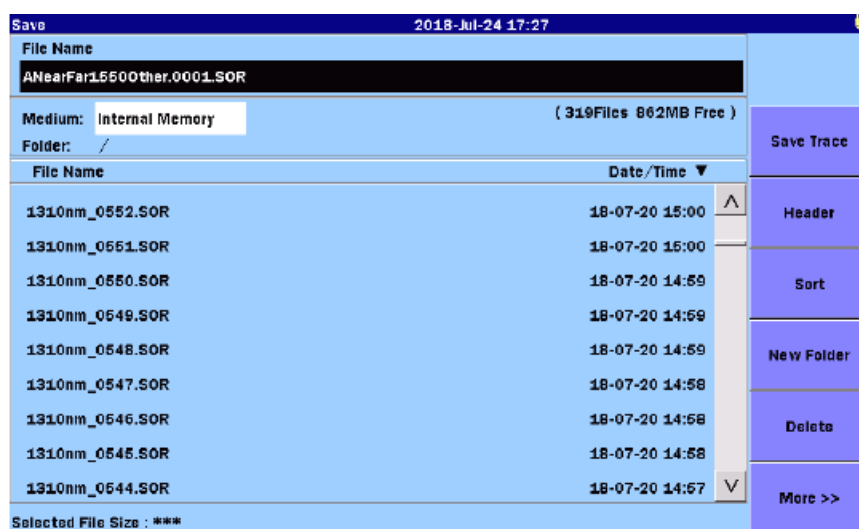 Save 2018-Jul-24 17:27
File Name
ANearFar1550Other.0001.SOR
Medium: Internal Memory (319Files 862MB Free)
Folder: /
File Name Date/Time ▼
1310nm_0552.SOR 18-07-20 15:00
1310nm_0551.SOR 18-07-20 15:00
1310nm_0550.SOR 18-07-20 14:59
1310nm_0549.SOR 18-07-20 14:59
1310nm_0548.SOR 18-07-20 14:59
1310nm_0547.SOR 18-07-20 14:58
1310nm_0546.SOR 18-07-20 14:58
1310nm_0545.SOR 18-07-20 14:58
1310nm_0544.SOR 18-07-20 14:57
Selected File Size : ***
Save Trace
Header
Sort
New Folder
Delete
More >>